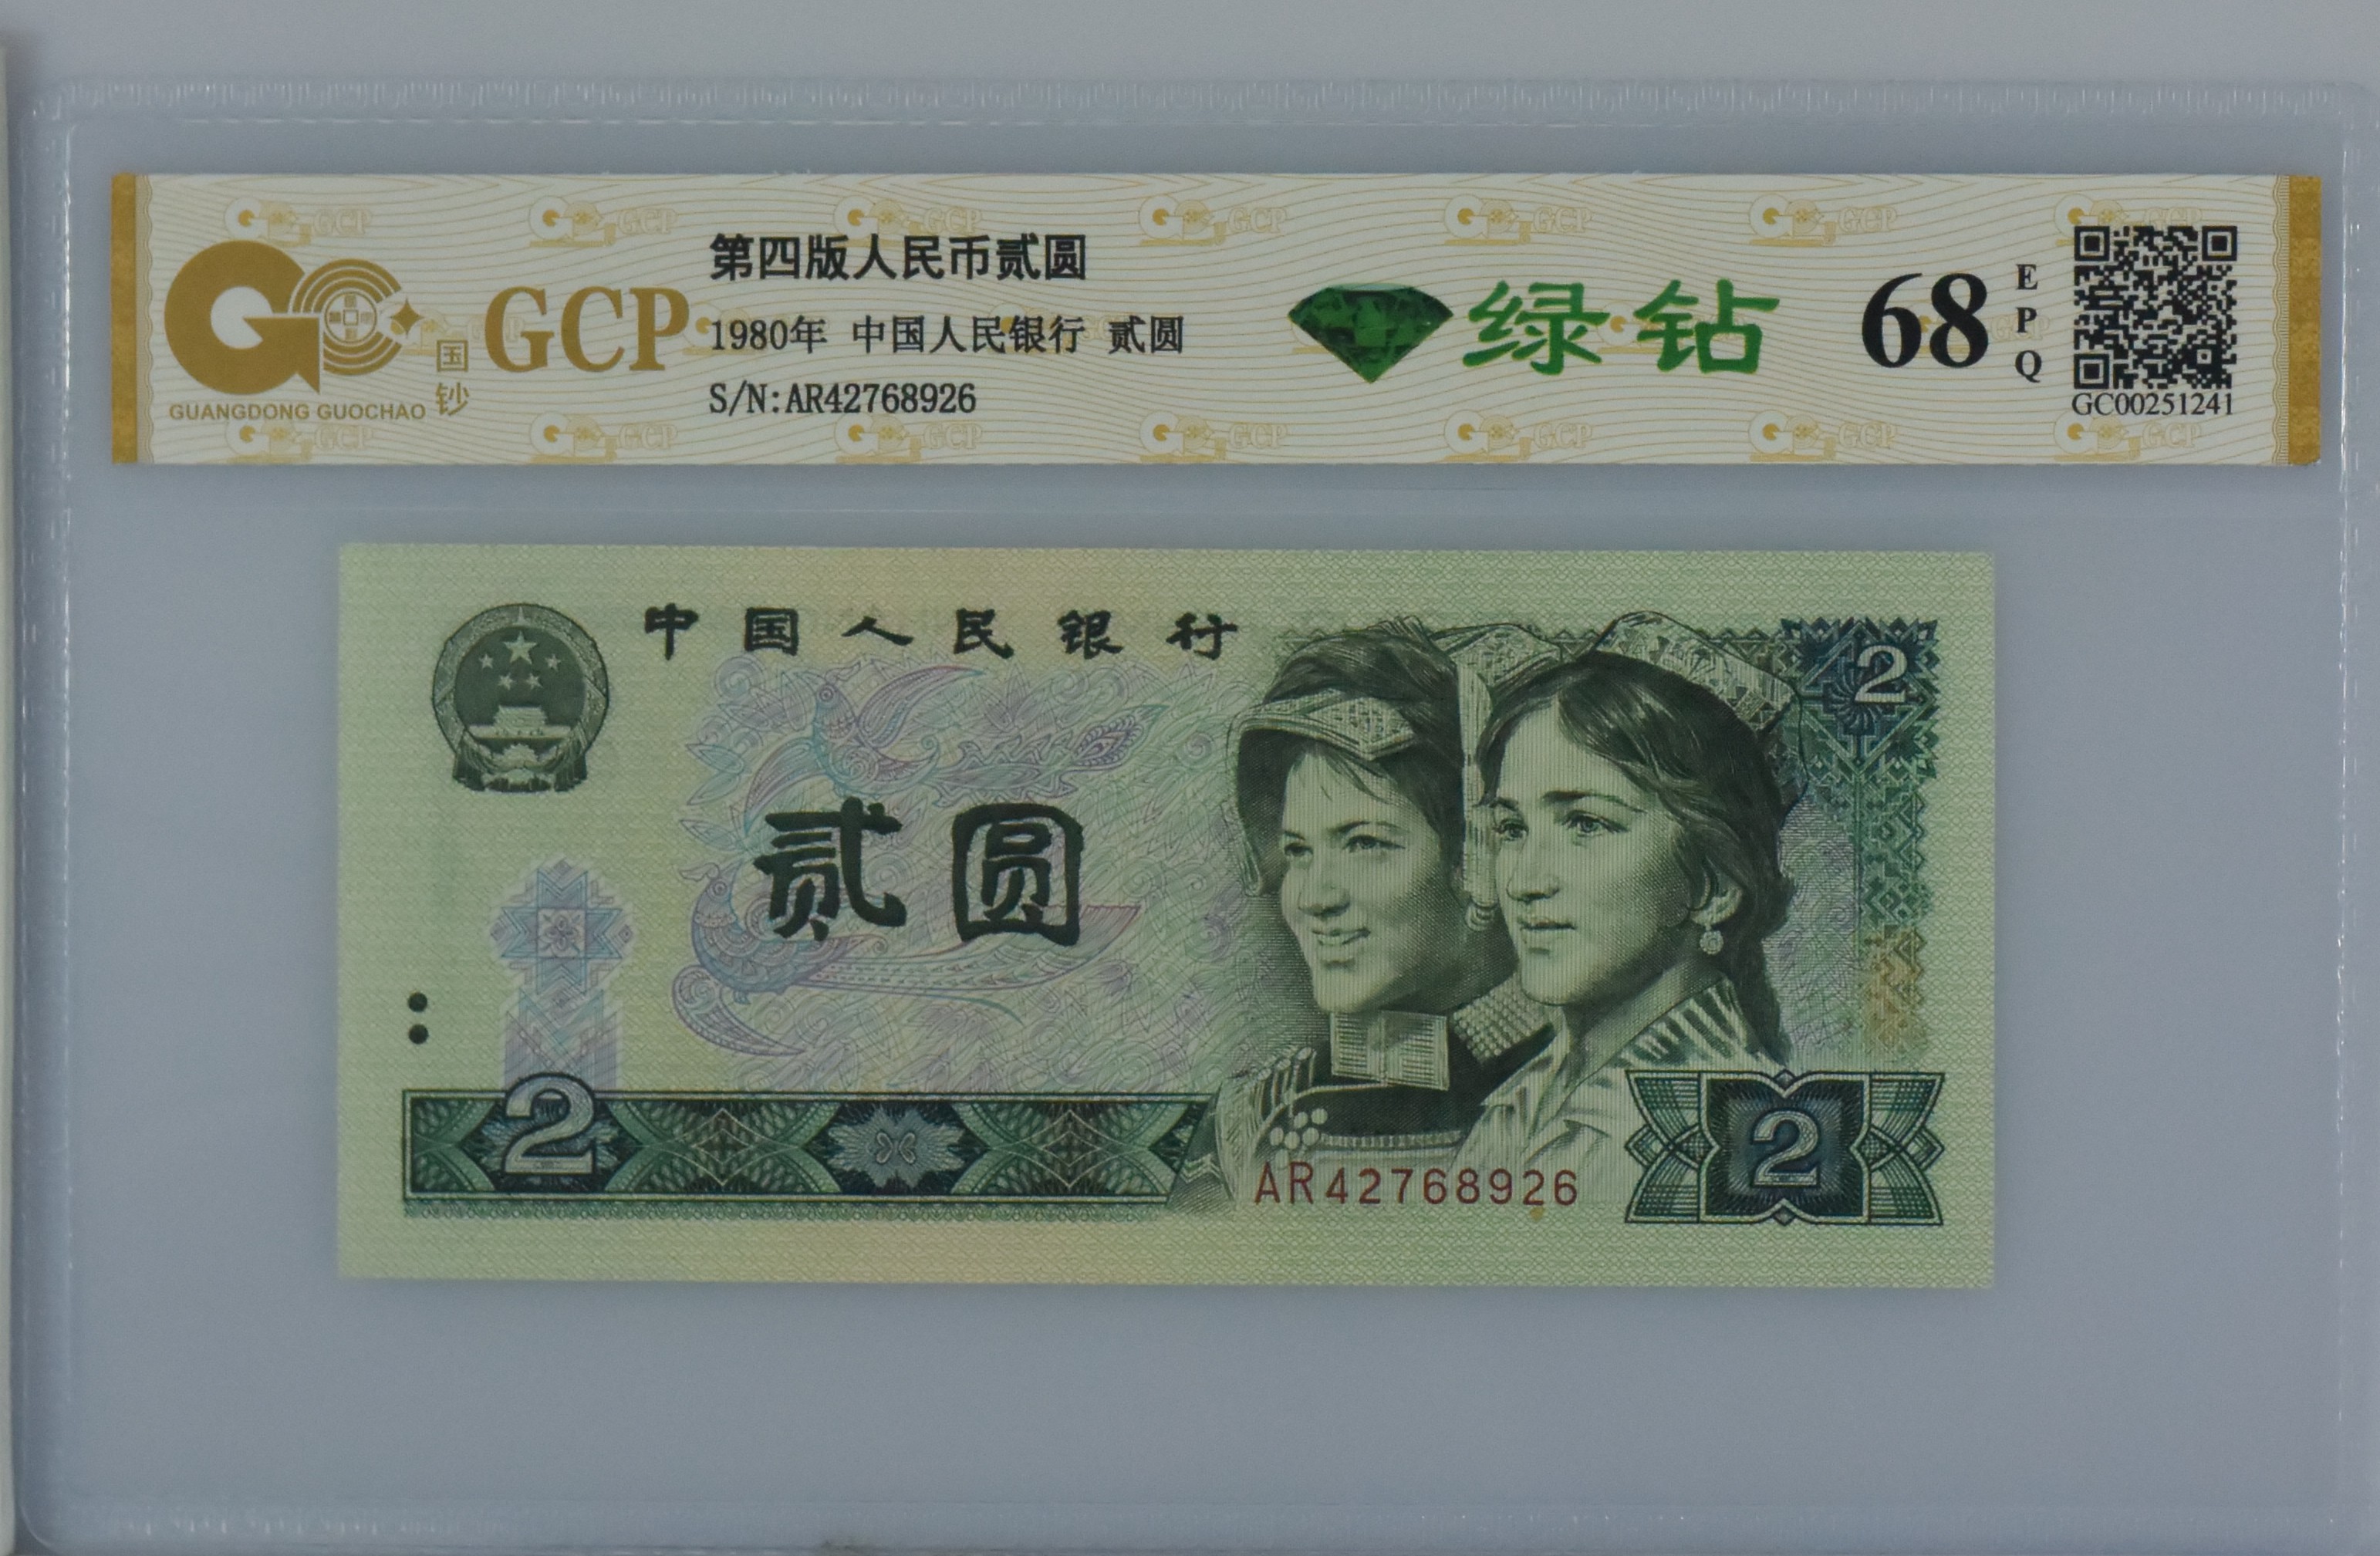 GCP
国钞
GUANGDONG GUOCHAO
第四版人民币贰圆
1980年 中国人民银行 贰圆
S/N:AR42768926
绿钻
68
EPQ
GC00251241
中国人民银行
2
贰圆
2
AR42768926
2